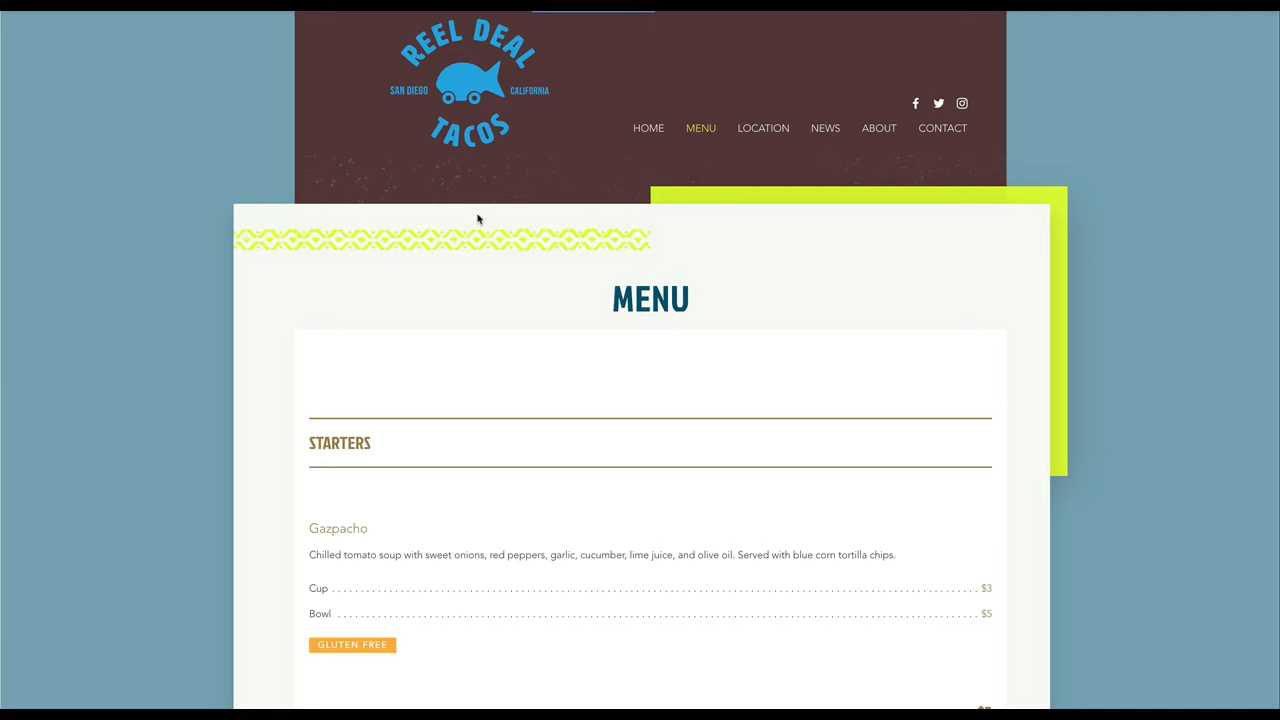 REEL DEAL
SAN DIEGO CALIFORNIA
TACOS
HOME MENU LOCATION NEWS ABOUT CONTACT
MENU
STARTERS
Gazpacho
Chilled tomato soup with sweet onions, red peppers, garlic, cucumber, lime juice, and olive oil. Served with blue corn tortilla chips.
Cup . . . . . . . . . . . . . . . . . . . . . . . . . . . . . . . . . . . . . . . . $3
Bowl . . . . . . . . . . . . . . . . . . . . . . . . . . . . . . . . . . . . . . . . $5
GLUTEN FREE